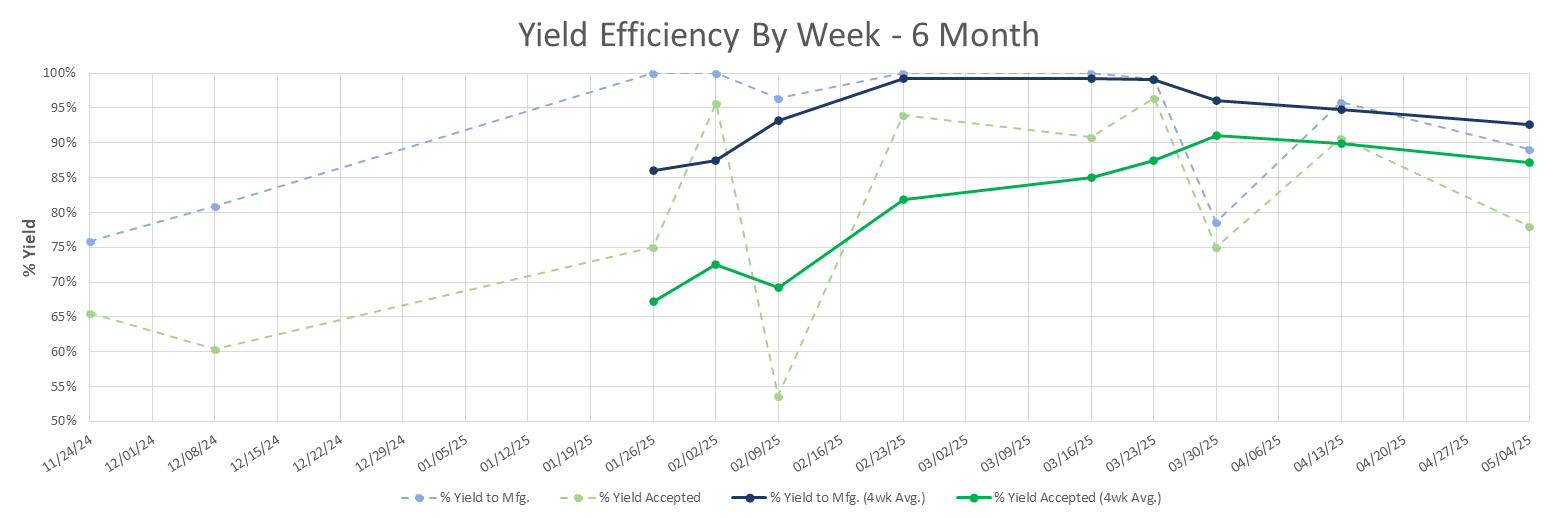 Yield Efficiency By Week - 6 Month
% Yield
100%
95%
90%
85%
80%
75%
70%
65%
60%
55%
50%
11/24/24 12/01/24 12/08/24 12/15/24 12/22/24 12/29/24 01/05/25 01/12/25 01/19/25 01/26/25 02/02/25 02/09/25 02/16/25 02/23/25 03/02/25 03/09/25 03/16/25 03/23/25 03/30/25 04/06/25 04/13/25 04/20/25 04/27/25 05/04/25
% Yield to Mfg. % Yield Accepted % Yield to Mfg. (4wk Avg.) % Yield Accepted (4wk Avg.)